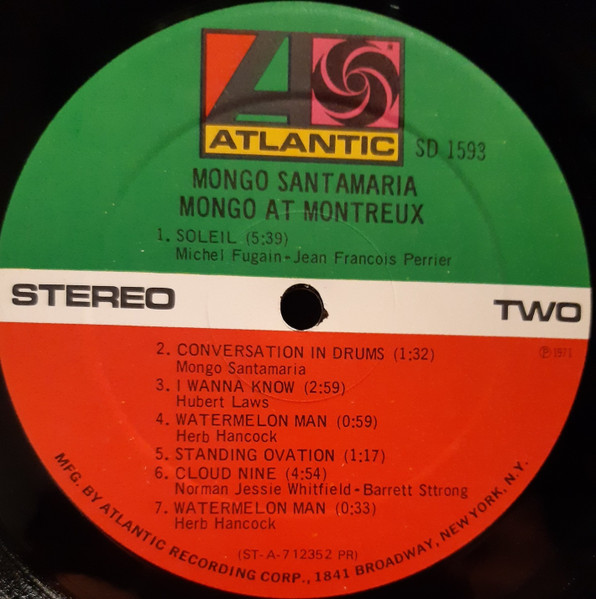 ATLANTIC
SD 1593
MONGO SANTAMARIA
MONGO AT MONTREUX
1. SOLEIL (5:39)
Michel Fugain-Jean Francois Perrier
STEREO
TWO
2. CONVERSATION IN DRUMS (1:32)
Mongo Santamaria
℗1971
3. I WANNA KNOW (2:59)
Hubert Laws
4. WATERMELON MAN (0:59)
Herb Hancock
5. STANDING OVATION (1:17)
6. CLOUD NINE (4:54)
Norman Jessie Whitfield-Barrett Sttrong
7. WATERMELON MAN (0:33)
Herb Hancock
(ST-A-712352 PR)
MFG. BY ATLANTIC RECORDING CORP., 1841 BROADWAY, NEW YORK, N.Y.